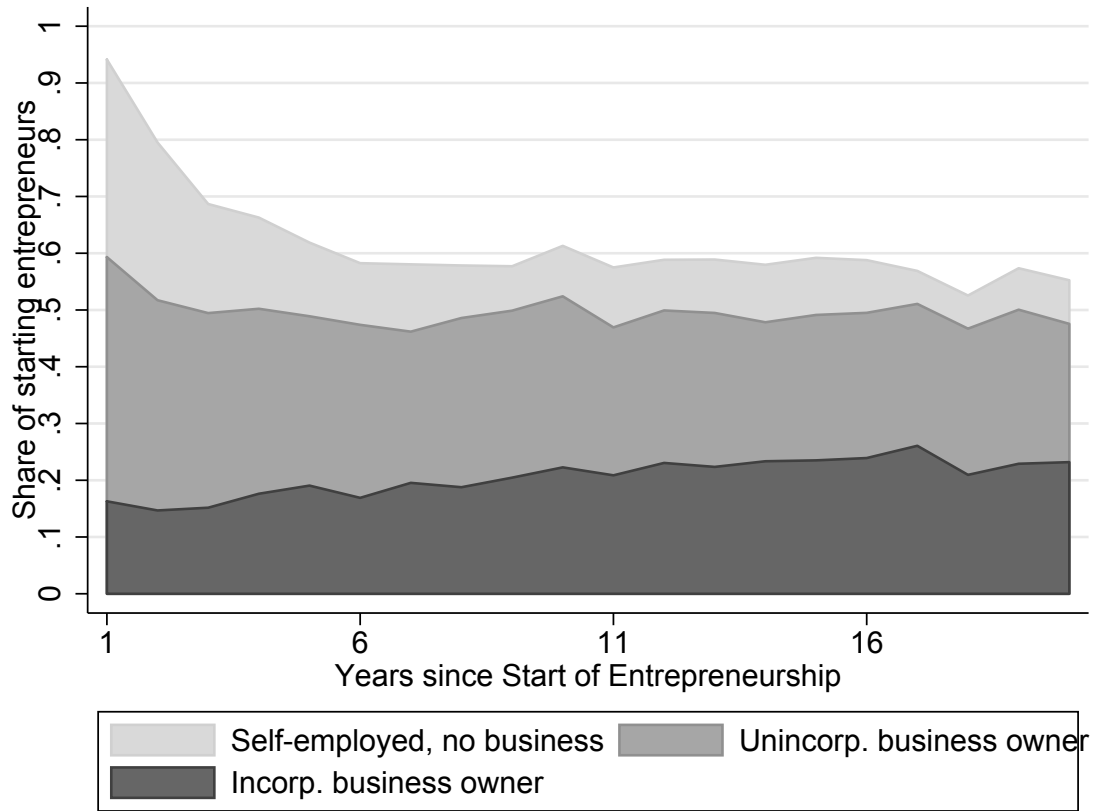 Share of starting entrepreneurs
1
.9
.8
.7
.6
.5
.4
.3
.2
.1
0
1 6 11 16
Years since Start of Entrepreneurship
Self-employed, no business Unincorp. business owner
Incorp. business owner